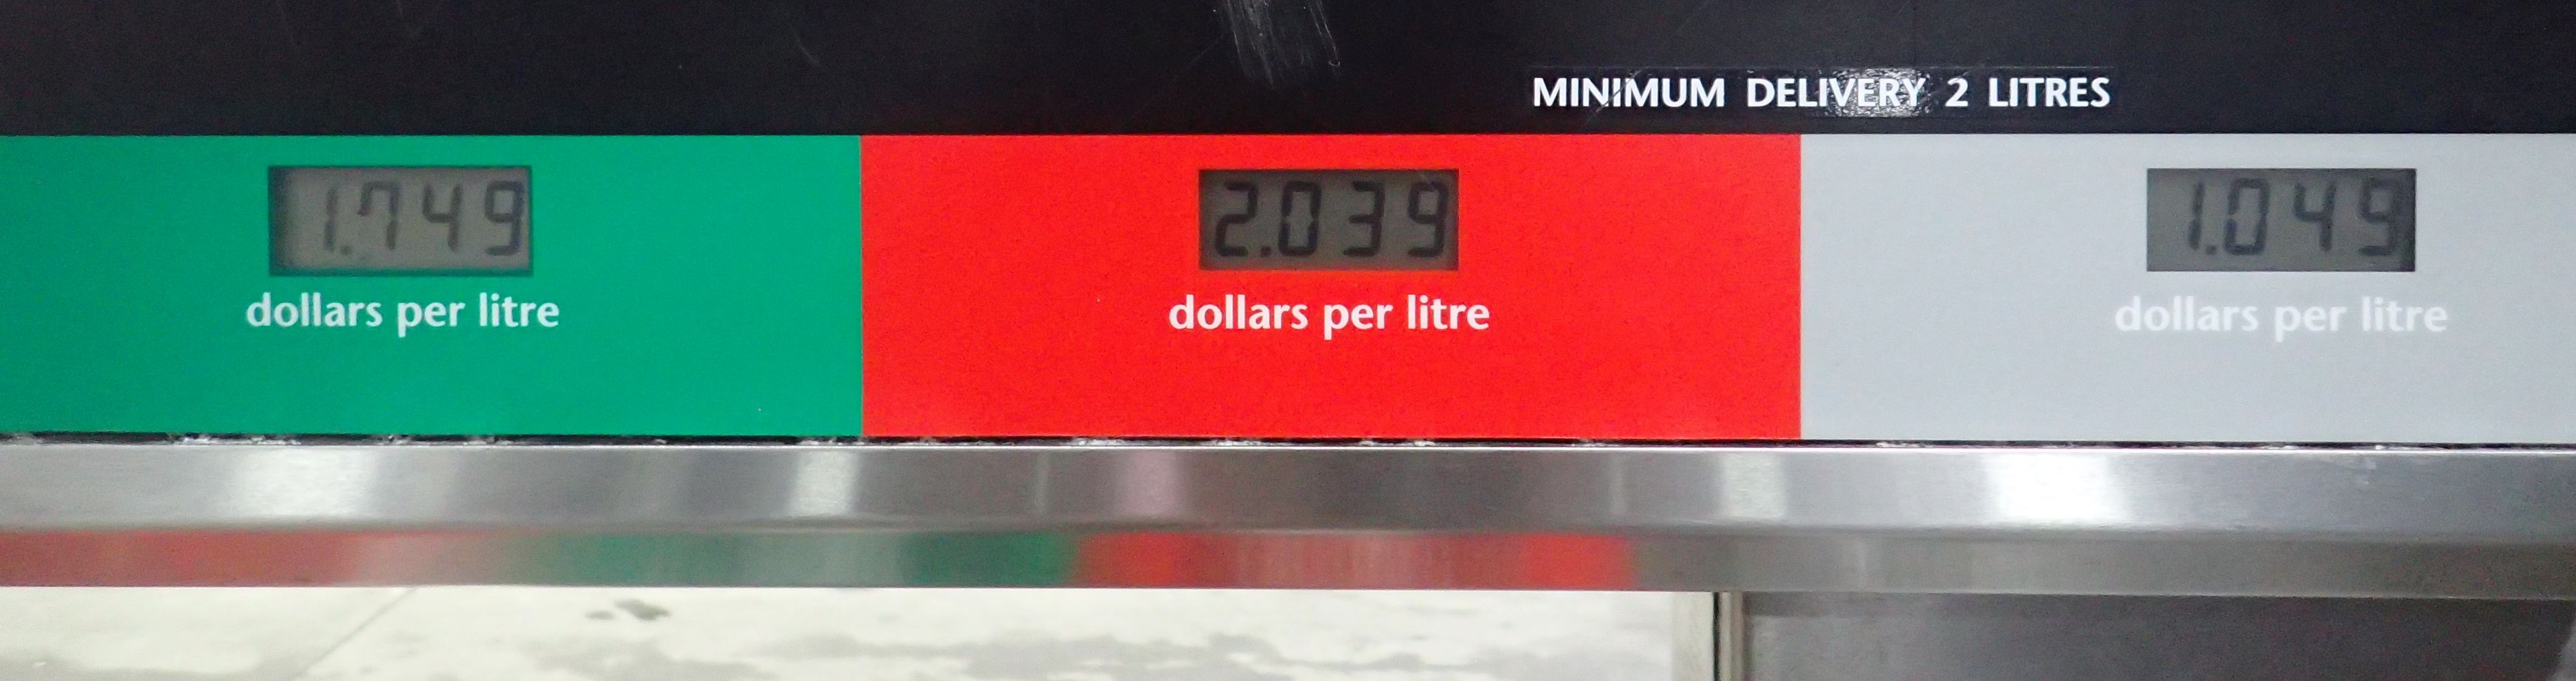 MINIMUM DELIVERY 2 LITRES
1.749
2.039
1.049
dollars per litre
dollars per litre
dollars per litre